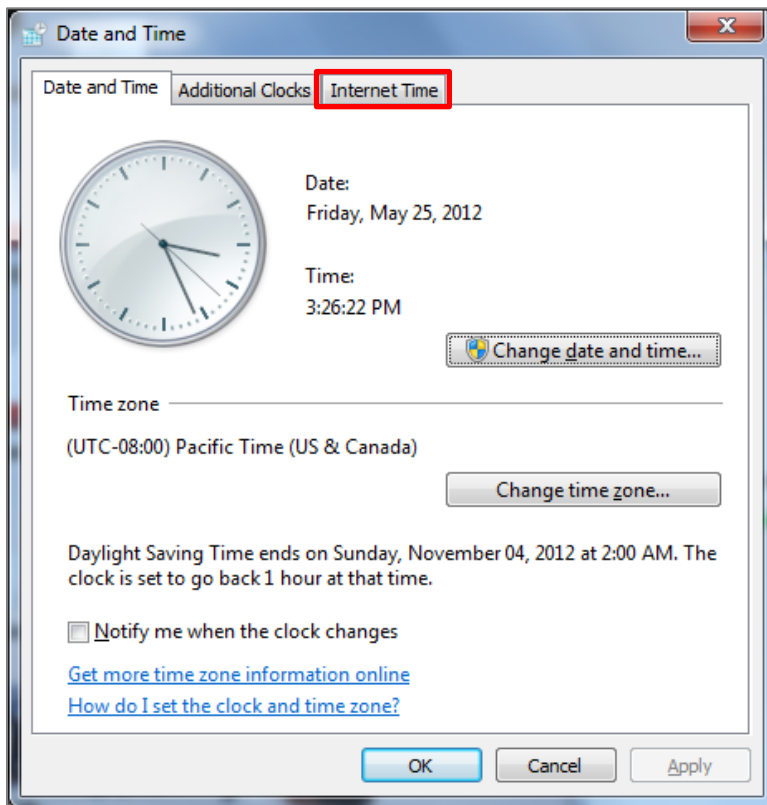 Date and Time
Date and Time
Additional Clocks
Internet Time
Date:
Friday, May 25, 2012
Time:
3:26:22 PM
Change date and time...
Time zone
(UTC-08:00) Pacific Time (US & Canada)
Change time zone...
Daylight Saving Time ends on Sunday, November 04, 2012 at 2:00 AM. The
clock is set to go back 1 hour at that time.
Notify me when the clock changes
Get more time zone information online
How do I set the clock and time zone?
OK
Cancel
Apply